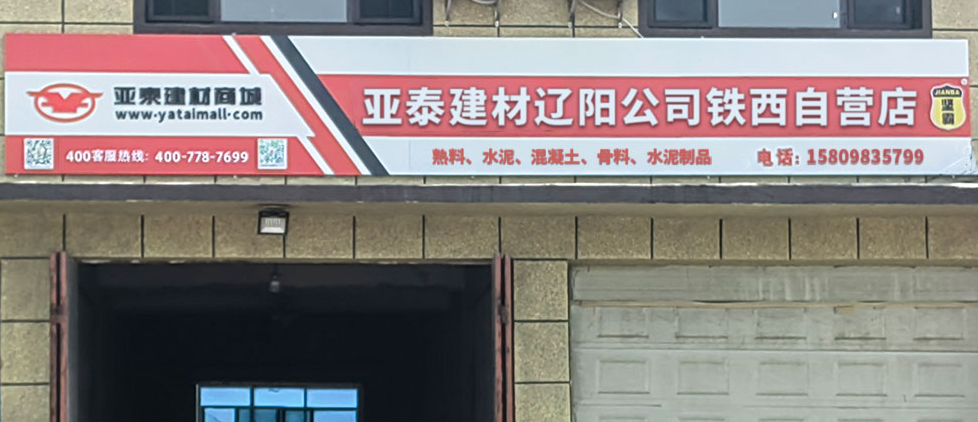 亚泰建材商城
www·yataimall·com
400客服热线：400-778-7699
亚泰建材辽阳公司铁西自营店
熟料、水泥、混凝土、骨料、水泥制品
电话：15809835799
JIANBA
坚霸